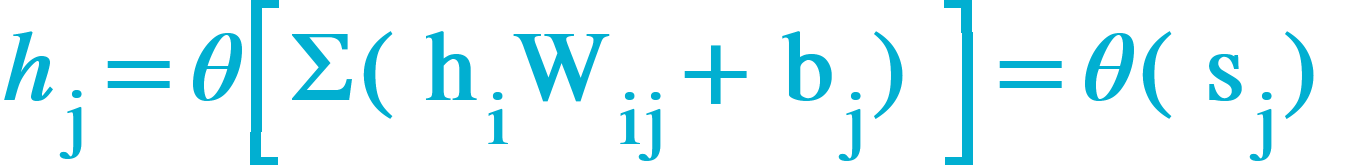 h_j = θ[Σ( h_i W_ij + b_j) ] = θ( s_j)